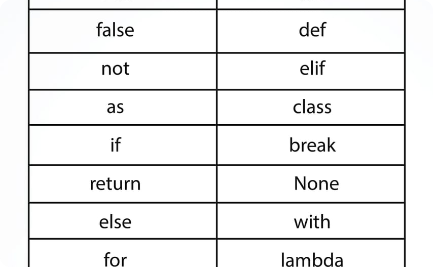 false def
not elif
as class
if break
return None
else with
for lambda